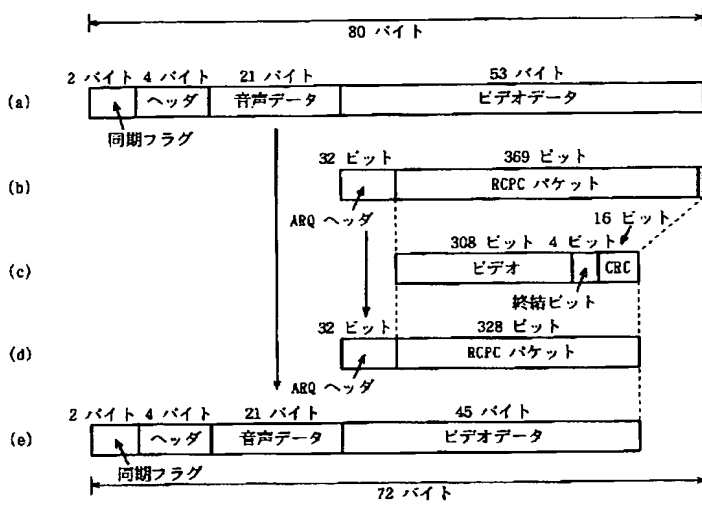 80 バイト
2 バイト 4 バイト 21 バイト 53 バイト
(a) ヘッダ 音声データ ビデオデータ
同期フラグ
32 ビット 369 ビット
(b) RCPC パケット
ARQ ヘッダ
16 ビット
308 ビット 4 ビット
(c) ビデオ CRC
終結ビット
32 ビット 328 ビット
(d) RCPC パケット
ARQ ヘッダ
2 バイト 4 バイト 21 バイト 45 バイト
(e) ヘッダ 音声データ ビデオデータ
同期フラグ
72 バイト